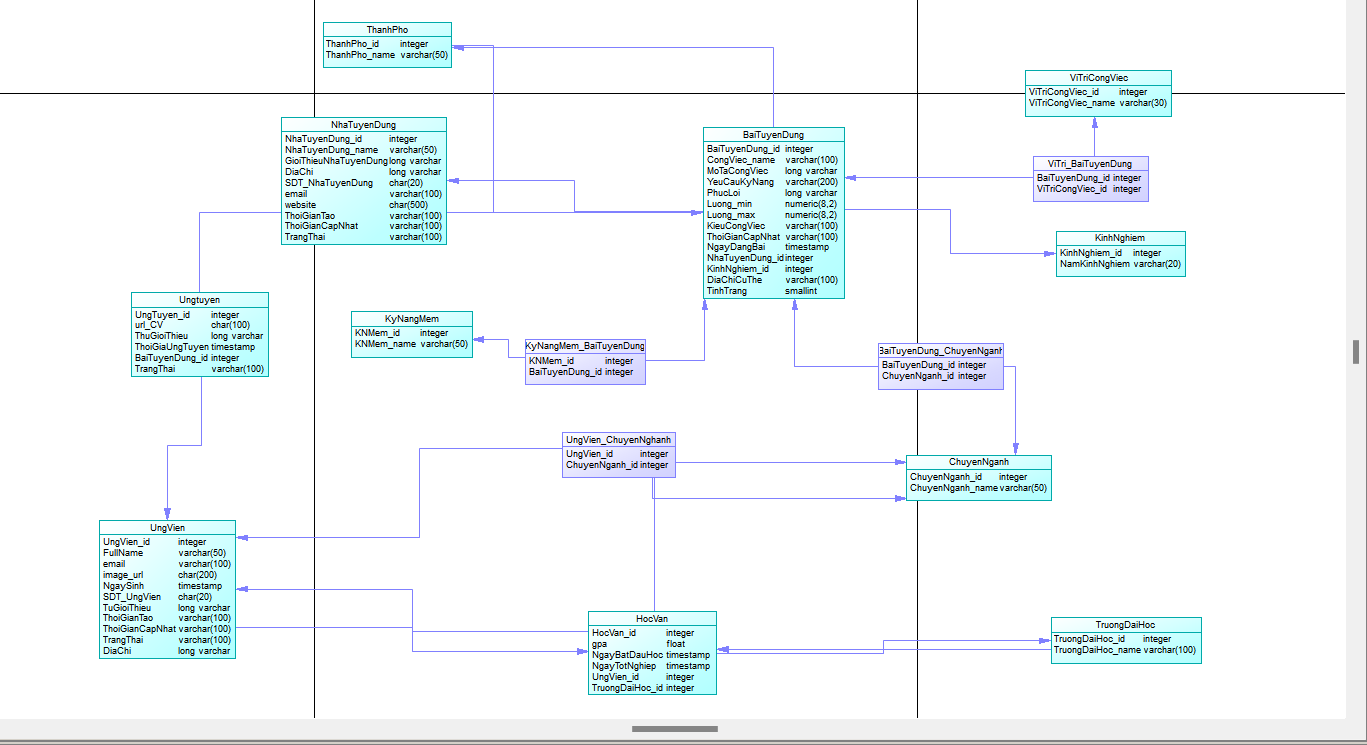 ThanhPho
ThanhPho_id integer
ThanhPho_name varchar(50)
ViTriCongViec
ViTriCongViec_id integer
ViTriCongViec_name varchar(30)
NhaTuyenDung
NhaTuyenDung_id integer
NhaTuyenDung_name varchar(50)
GioiThieuNhaTuyenDung long varchar
DiaChi long varchar
SDT_NhaTuyenDung char(20)
email varchar(100)
website char(500)
ThoiGianTao varchar(100)
ThoiGianCapNhat varchar(100)
TrangThai varchar(100)
BaiTuyenDung
BaiTuyenDung_id integer
CongViec_name varchar(100)
MoTaCongViec long varchar
YeuCauKyNang varchar(200)
PhucLoi long varchar
Luong_min numeric(8,2)
Luong_max numeric(8,2)
KieuCongViec varchar(100)
ThoiGianCapNhat varchar(100)
NgayDangBai timestamp
NhaTuyenDung_id integer
KinhNghiem_id integer
DiaChiCuThe varchar(100)
TinhTrang smallint
ViTri_BaiTuyenDung
BaiTuyenDung_id integer
ViTriCongViec_id integer
KinhNghiem
KinhNghiem_id integer
NamKinhNghiem varchar(20)
Ungtuyen
UngTuyen_id integer
url_CV char(100)
ThuGioiThieu long varchar
ThoiGiaUngTuyen timestamp
BaiTuyenDung_id integer
TrangThai varchar(100)
KyNangMem
KNMem_id integer
KNMem_name varchar(50)
KyNangMem_BaiTuyenDung
KNMem_id integer
BaiTuyenDung_id integer
BaiTuyenDung_ChuyenNganh
BaiTuyenDung_id integer
ChuyenNganh_id integer
UngVien_ChuyenNghanh
UngVien_id integer
ChuyenNganh_id integer
ChuyenNganh
ChuyenNganh_id integer
ChuyenNganh_name varchar(50)
UngVien
UngVien_id integer
FullName varchar(50)
email varchar(100)
image_url char(200)
NgaySinh timestamp
SDT_UngVien char(20)
TuGioiThieu long varchar
ThoiGianTao varchar(100)
ThoiGianCapNhat varchar(100)
TrangThai varchar(100)
DiaChi long varchar
HocVan
HocVan_id integer
gpa float
NgayBatDauHoc timestamp
NgayTotNghiep timestamp
UngVien_id integer
TruongDaiHoc_id integer
TruongDaiHoc
TruongDaiHoc_id integer
TruongDaiHoc_name varchar(100)